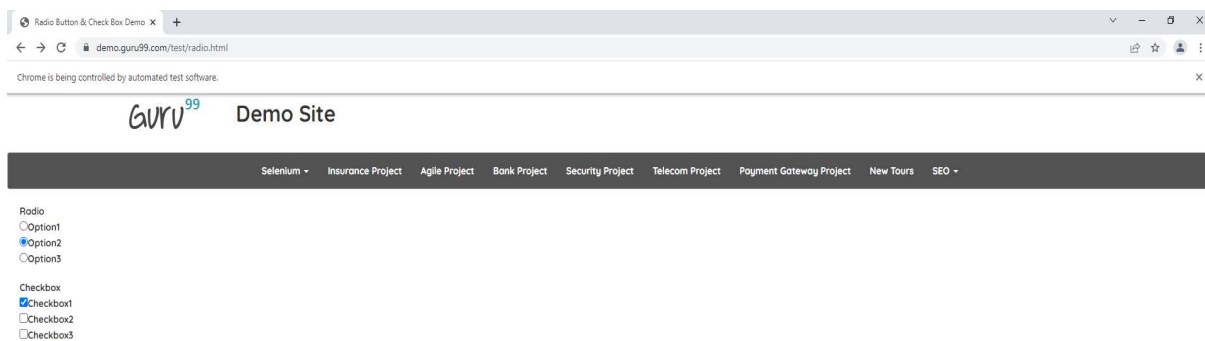 Radio Button & Check Box Demo
demo.guru99.com/test/radio.html
Chrome is being controlled by automated test software.
Guru99 Demo Site
Selenium Insurance Project Agile Project Bank Project Security Project Telecom Project Payment Gateway Project New Tours SEO
Radio
Option1
Option2
Option3
Checkbox
Checkbox1
Checkbox2
Checkbox3